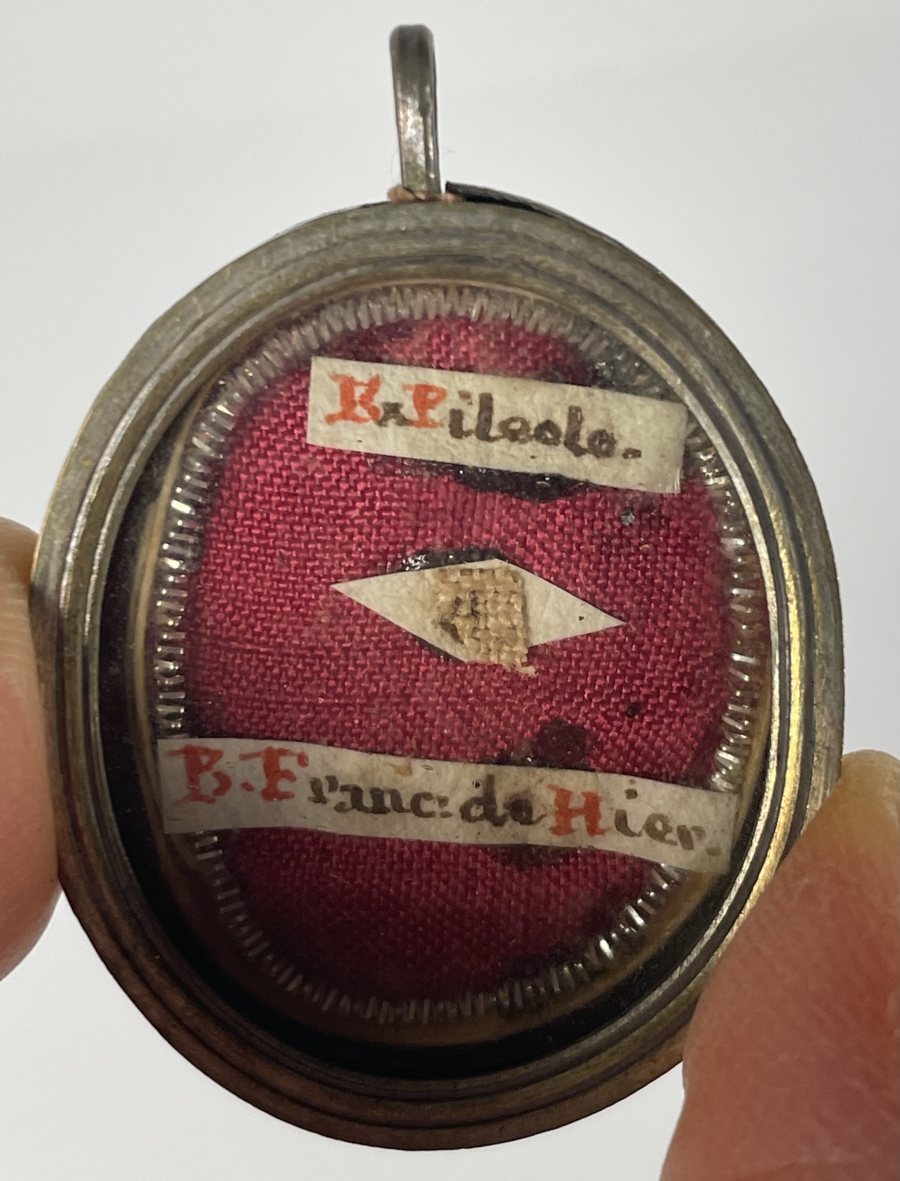 Ex Pileolo.
B. Franc: de Hier.